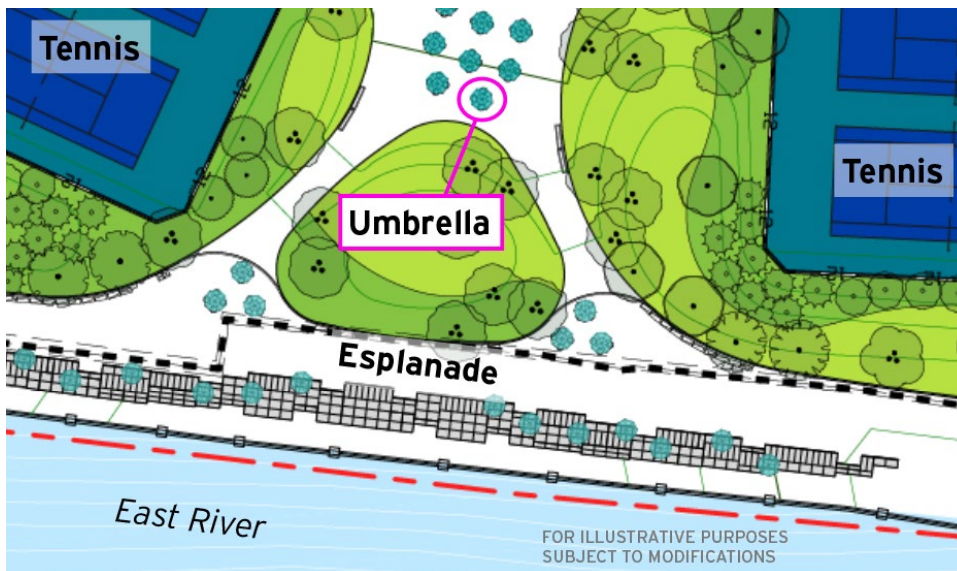 Tennis
Tennis
Umbrella
Esplanade
East River
FOR ILLUSTRATIVE PURPOSES
SUBJECT TO MODIFICATIONS